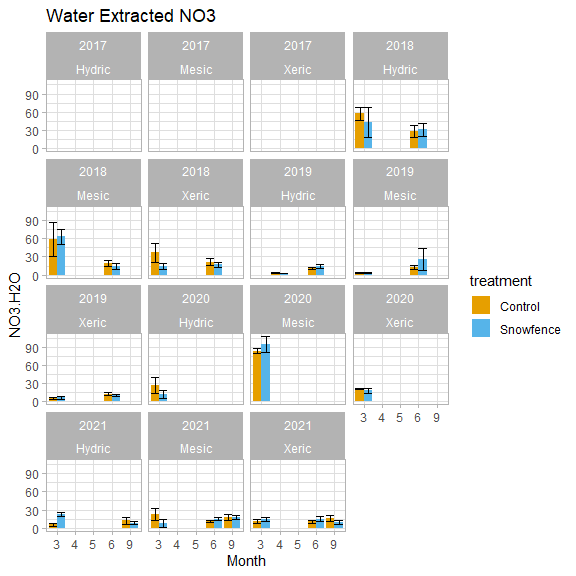 Water Extracted NO3
2017 2017 2017 2018
Hydric Mesic Xeric Hydric
90
60
30
0
2018 2018 2019 2019
Mesic Xeric Hydric Mesic
90
60
30
0
NO3.H2O
treatment
Control
Snowfence
2019 2020 2020 2020
Xeric Hydric Mesic Xeric
90
60
30
0
3 4 5 6 9
2021 2021 2021
Hydric Mesic Xeric
90
60
30
0
3 4 5 6 9 3 4 5 6 9 3 4 5 6 9
Month